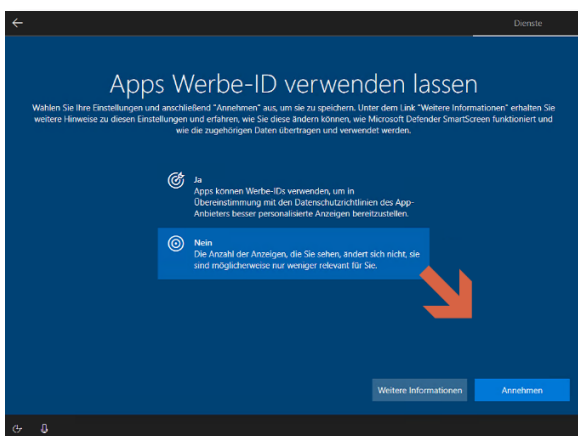 Dienste
Apps Werbe-ID verwenden lassen
Wählen Sie Ihre Einstellungen und anschließend "Annehmen" aus, um sie zu speichern. Unter dem Link "Weitere Informationen" erhalten Sie
weitere Hinweise zu diesen Einstellungen und erfahren, wie Sie diese ändern können, wie Microsoft Defender SmartScreen funktioniert und
wie die zugehörigen Daten übertragen und verwendet werden.
Ja
Apps können Werbe-IDs verwenden, um in
Übereinstimmung mit den Datenschutzrichtlinien des App-
Anbieters besser personalisierte Anzeigen bereitzustellen.
Nein
Die Anzahl der Anzeigen, die Sie sehen, ändert sich nicht, sie
sind möglicherweise nur weniger relevant für Sie.
Weitere Informationen
Annehmen